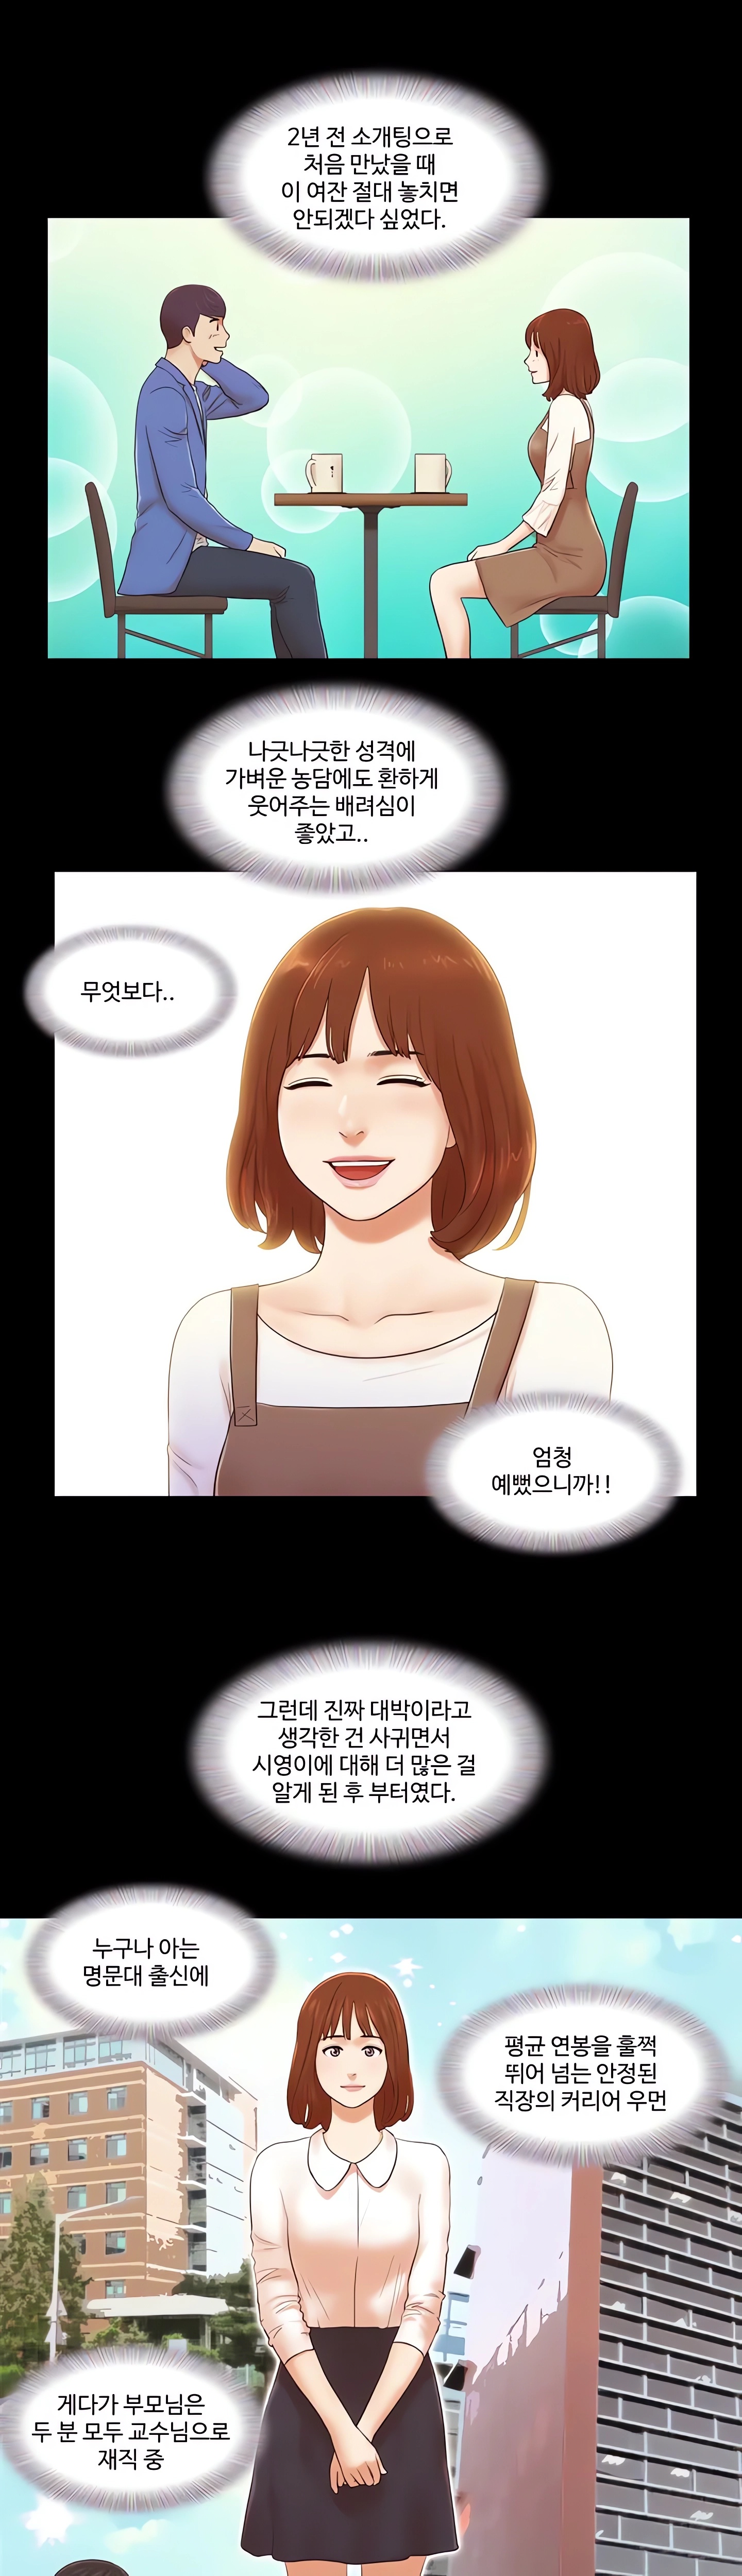 2년 전 소개팅으로
처음 만났을 때
이 여잔 절대 놓치면
안되겠다 싶었다.
나긋나긋한 성격에
가벼운 농담에도 환하게
웃어주는 배려심이
좋았고..
무엇보다..
엄청
예뻤으니까!!
그런데 진짜 대박이라고
생각한 건 사귀면서
시영이에 대해 더 많은 걸
알게 된 후 부터였다.
누구나 아는
명문대 출신에
평균 연봉을 훌쩍
뛰어 넘는 안정된
직장의 커리어 우먼
게다가 부모님은
두 분 모두 교수님으로
재직 중